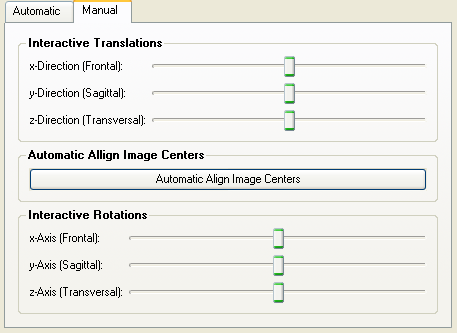 Automatic Manual
Interactive Translations
x-Direction (Frontal):
y-Direction (Sagittal):
z-Direction (Transversal):
Automatic Allign Image Centers
Automatic Align Image Centers
Interactive Rotations
x-Axis (Frontal):
y-Axis (Sagittal):
z-Axis (Transversal):